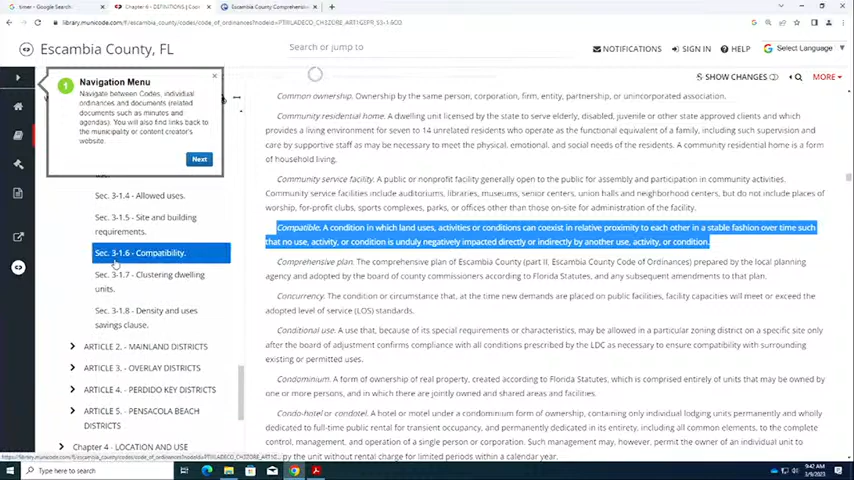 timer - Google Search
Chapter 6 - DEFINITIONS | Code of
Escambia County Comprehensive
library.municode.com/fl/escambia_county/codes/code_of_ordinances?nodeId=PTIIILADECO_CH3ZORE_ART1GEPR_S3-1.6CO
Escambia County, FL
Search or jump to
NOTIFICATIONS
SIGN IN
HELP
Select Language
SHOW CHANGES
MORE
1
Navigation Menu
Navigate between Codes, individual
ordinances and documents (related
documents such as minutes and
agendas). You will also find links back to
the municipality or content creator's
website.
Next
Sec. 3-1.4 - Allowed uses.
Sec. 3-1.5 - Site and building
requirements.
Sec. 3-1.6 - Compatibility.
Sec. 3-1.7 - Clustering dwelling
units.
Sec. 3-1.8 - Density and uses
savings clause.
ARTICLE 2. - MAINLAND DISTRICTS
ARTICLE 3. - OVERLAY DISTRICTS
ARTICLE 4. - PERDIDO KEY DISTRICTS
ARTICLE 5. - PENSACOLA BEACH
DISTRICTS
Chapter 4 - LOCATION AND USE
Common ownership. Ownership by the same person, corporation, firm, entity, partnership, or unincorporated association.
Community residential home. A dwelling unit licensed by the state to serve elderly, disabled, juvenile or other state approved clients and which
provides a living environment for seven to 14 unrelated residents who operate as the functional equivalent of a family, including such supervision and
care by supportive staff as may be necessary to meet the physical, emotional, and social needs of the residents. A community residential home is a form
of household living.
Community service facility. A public or nonprofit facility generally open to the public for assembly and participation in community activities.
Community service facilities include auditoriums, libraries, museums, senior centers, union halls and neighborhood centers, but do not include places of
worship, for-profit clubs, sports complexes, parks, or offices other than those on-site for administration of the facility.
Compatible. A condition in which land uses, activities or conditions can coexist in relative proximity to each other in a stable fashion over time such
that no use, activity, or condition is unduly negatively impacted directly or indirectly by another use, activity, or condition.
Comprehensive plan. The comprehensive plan of Escambia County (part II, Escambia County Code of Ordinances) prepared by the local planning
agency and adopted by the board of county commissioners according to Florida Statutes, and any subsequent amendments to that plan.
Concurrency. The condition or circumstance that, at the time new demands are placed on public facilities, facility capacities will meet or exceed the
adopted level of service (LOS) standards.
Conditional use. A use that, because of its special requirements or characteristics, may be allowed in a particular zoning district on a specific site only
after the board of adjustment confirms compliance with all conditions prescribed by the LDC as necessary to ensure compatibility with surrounding
existing or permitted uses.
Condominium. A form of ownership of real property, created according to Florida Statutes, which is comprised entirely of units that may be owned by
one or more persons, and in which there are jointly owned and shared areas and facilities.
Condo-hotel or condotel. A hotel or motel under a condominium form of ownership, containing only individual lodging units permanently and wholly
dedicated to full-time public rental for transient occupancy, and permanently dedicated in its entirety, including all common elements, to the complete
control, management, and operation of a single person or corporation. Such management may, however, permit the owner of an individual unit to
occupy the unit without rental charge for limited periods within a calendar year.
Type here to search
9:42 AM